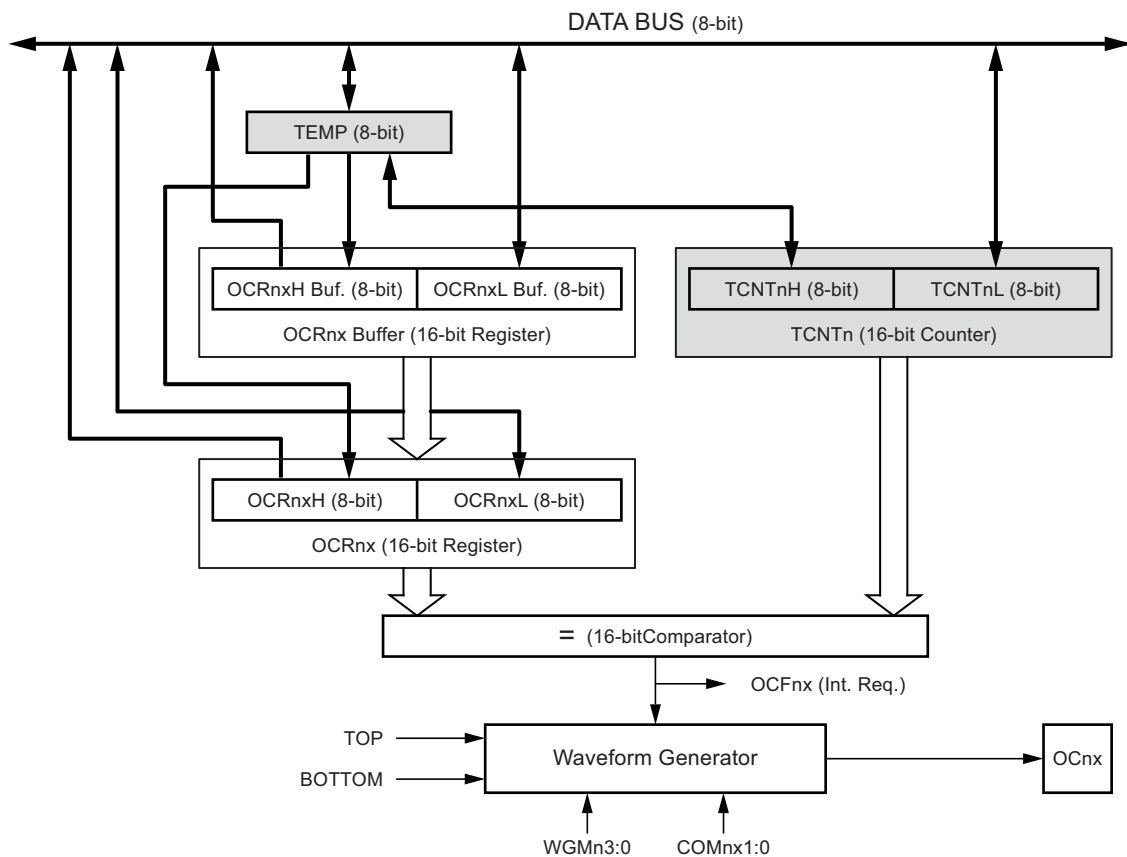 DATA BUS (8-bit)
TEMP (8-bit)
OCRnxH Buf. (8-bit)
OCRnxL Buf. (8-bit)
OCRnx Buffer (16-bit Register)
TCNTnH (8-bit)
TCNTnL (8-bit)
TCNTn (16-bit Counter)
OCRnxH (8-bit)
OCRnxL (8-bit)
OCRnx (16-bit Register)
= (16-bitComparator)
OCFnx (Int. Req.)
TOP
BOTTOM
Waveform Generator
OCnx
WGMn3:0
COMnx1:0